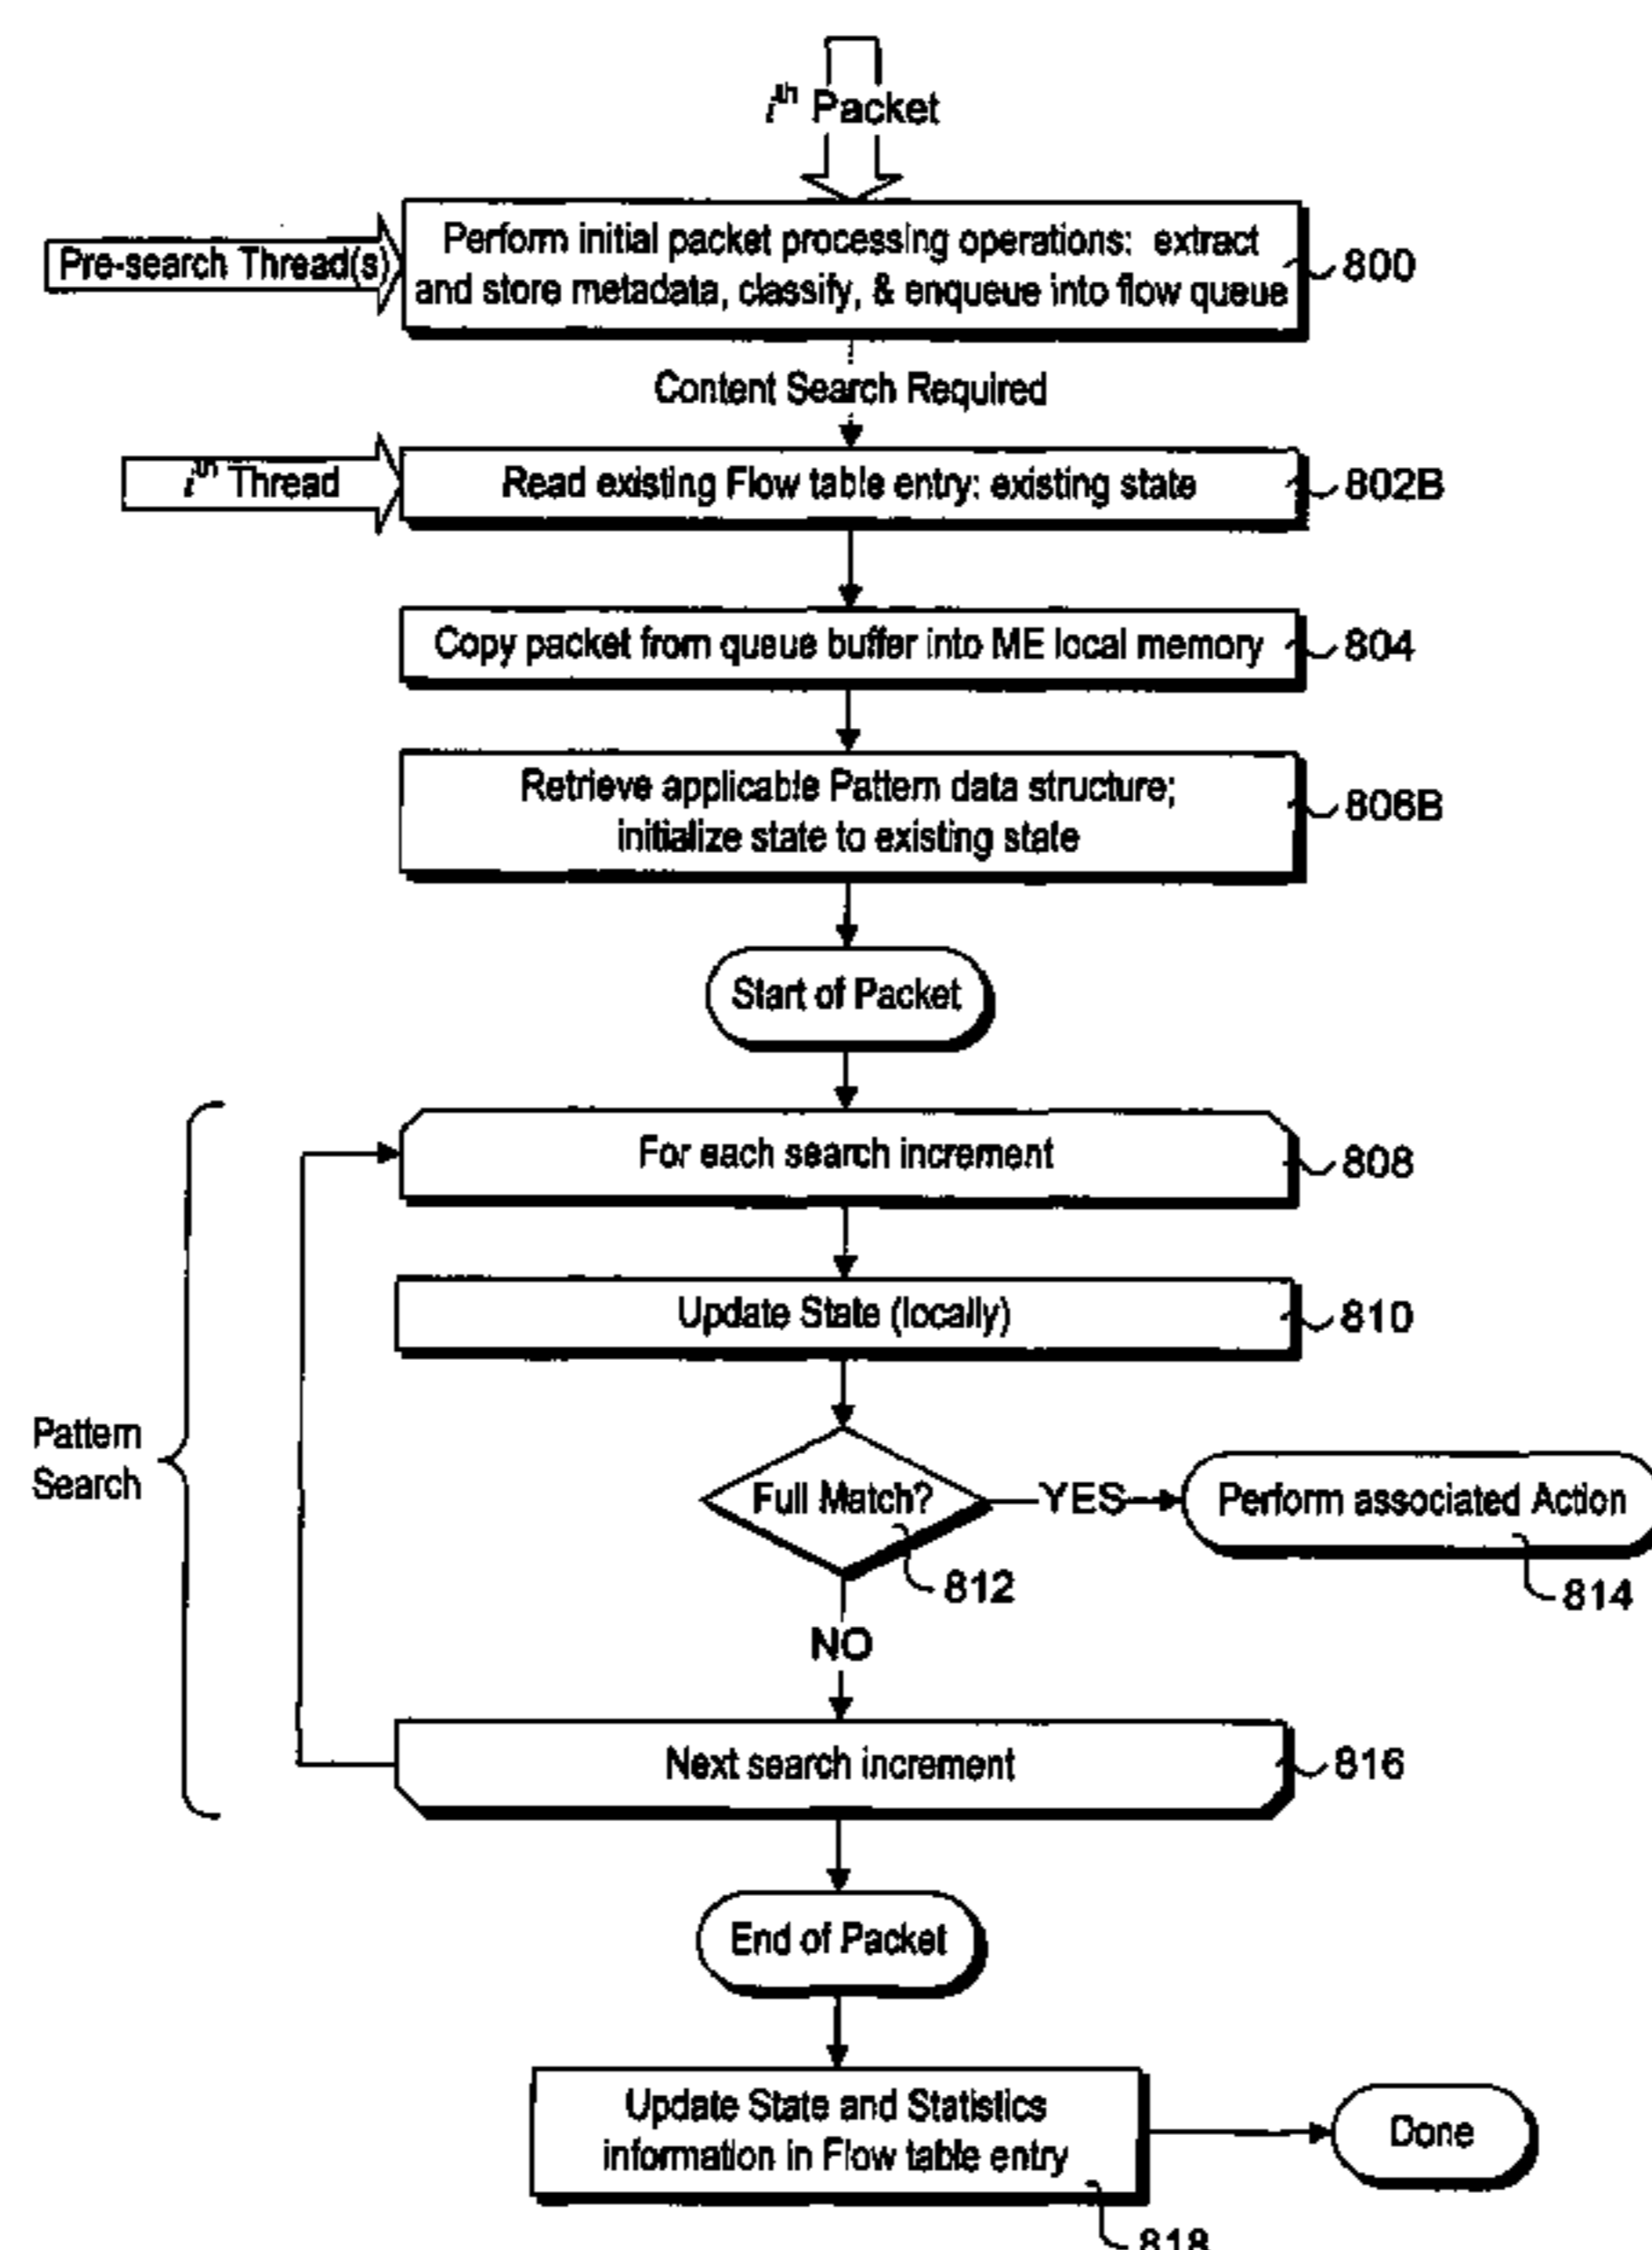 ith Packet
Pre-search Thread(s)
Perform initial packet processing operations: extract
and store metadata, classify, & enqueue into flow queue
800
Content Search Required
ith Thread
Read existing Flow table entry: existing state
802B
Copy packet from queue buffer into ME local memory
804
Retrieve applicable Pattern data structure;
initialize state to existing state
806B
Start of Packet
For each search increment
808
Update State (locally)
810
Pattern
Search
Full Match?
YES
Perform associated Action
812
814
NO
Next search increment
816
End of Packet
Update State and Statistics
information in Flow table entry
Done
818